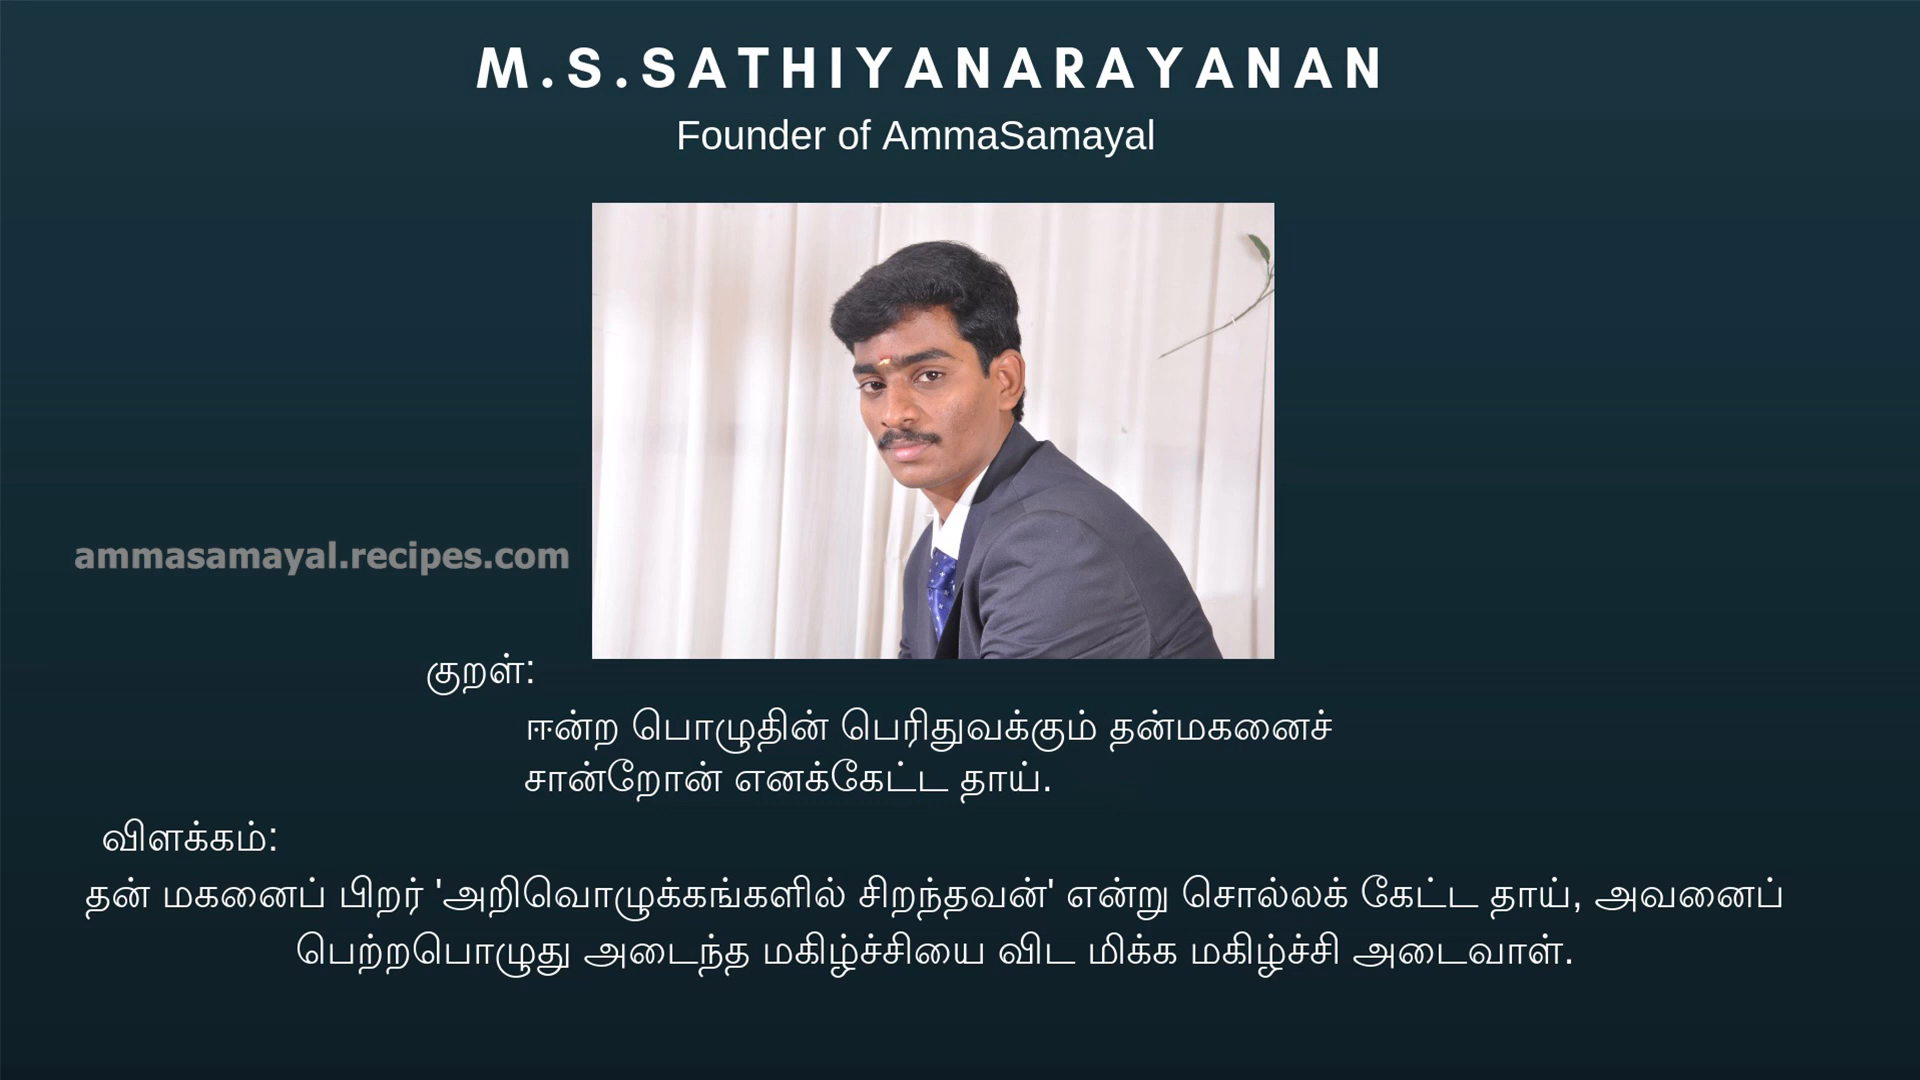 M.S.SATHIYANARAYANAN
Founder of AmmaSamayal
ammasamayal.recipes.com
குறள்:
ஈன்ற பொழுதின் பெரிதுவக்கும் தன்மகனைச்
சான்றோன் எனக்கேட்ட தாய்.
விளக்கம்:
தன் மகனைப் பிறர் 'அறிவொழுக்கங்களில் சிறந்தவன்' என்று சொல்லக் கேட்ட தாய், அவனைப்
பெற்றபொழுது அடைந்த மகிழ்ச்சியை விட மிக்க மகிழ்ச்சி அடைவாள்.